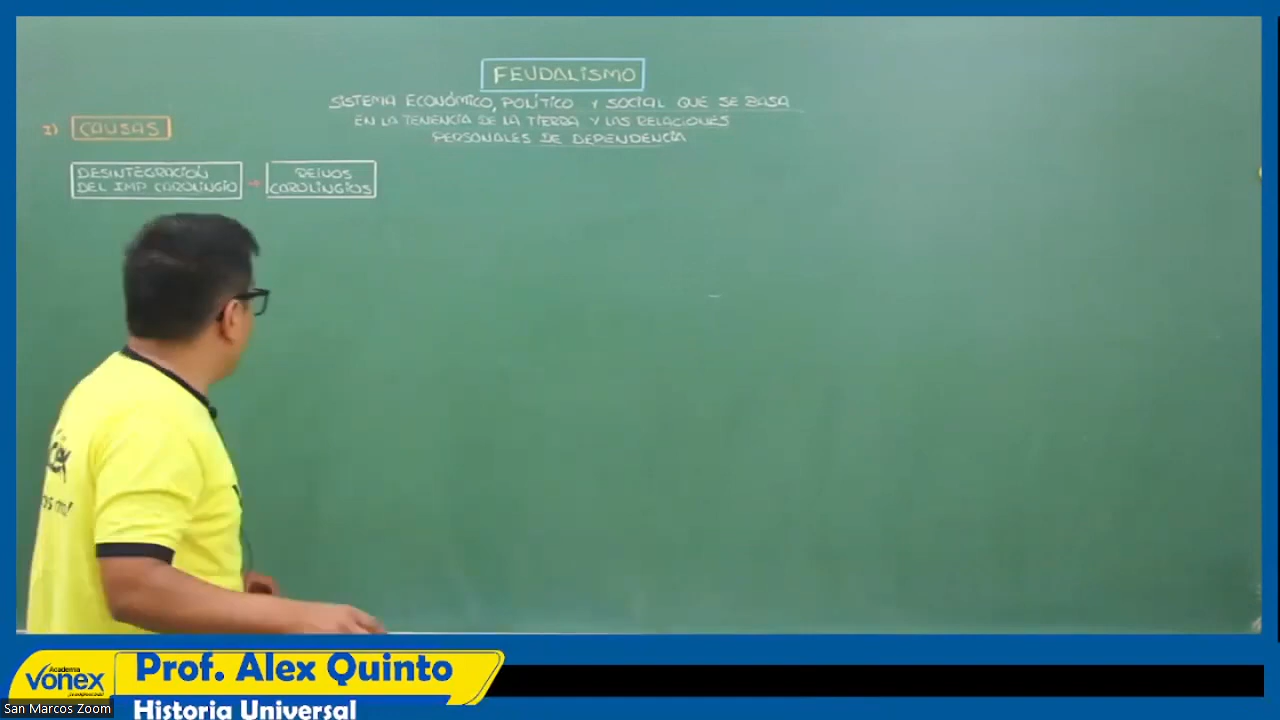 FEUDALISMO
SISTEMA ECONÓMICO, POLÍTICO Y SOCIAL QUE SE BASA
EN LA TENENCIA DE LA TIERRA Y LAS RELACIONES
PERSONALES DE DEPENDENCIA
CAUSAS
DESINTEGRACIÓN
DEL IMP CAROLINGIO
REINOS
CAROLINGIOS
Academia
VONEX
Prof. Alex Quinto
Historia Universal
San Marcos Zoom